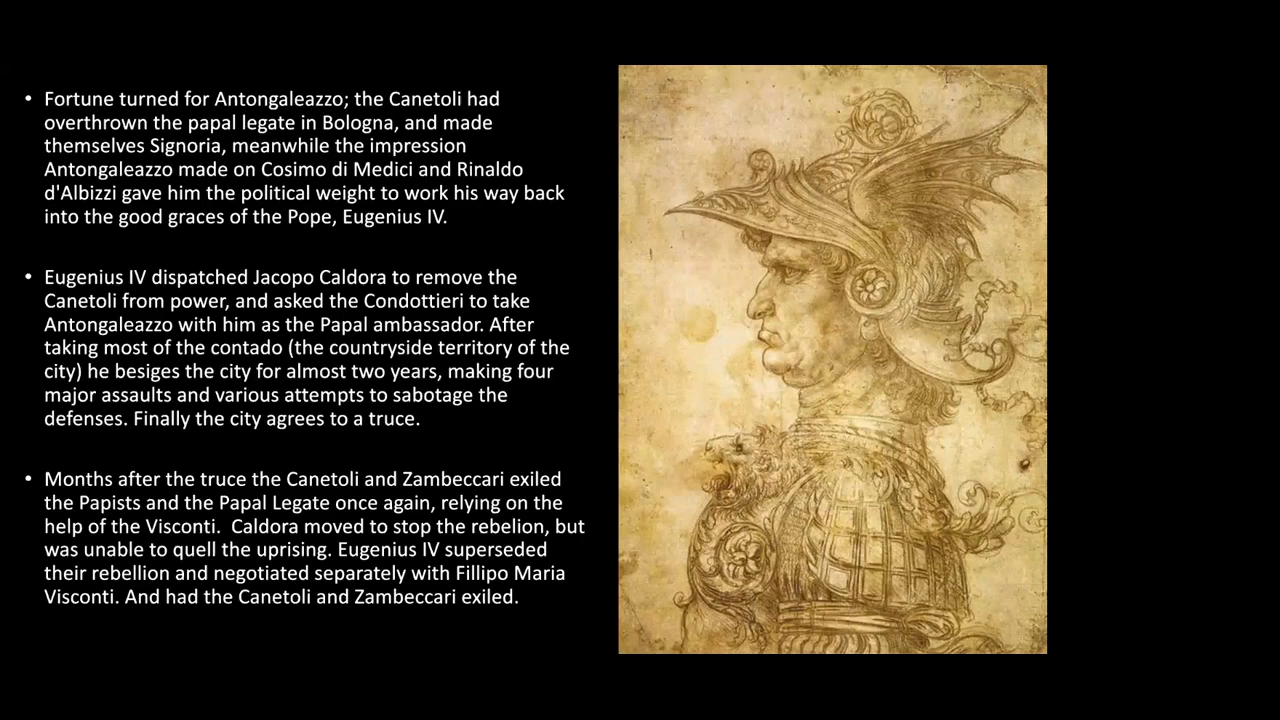 • Fortune turned for Antongaleazzo; the Canetoli had
overthrown the papal legate in Bologna, and made
themselves Signoria, meanwhile the impression
Antongaleazzo made on Cosimo di Medici and Rinaldo
d'Albizzi gave him the political weight to work his way back
into the good graces of the Pope, Eugenius IV.
• Eugenius IV dispatched Jacopo Caldora to remove the
Canetoli from power, and asked the Condottieri to take
Antongaleazzo with him as the Papal ambassador. After
taking most of the contado (the countryside territory of the
city) he besiges the city for almost two years, making four
major assaults and various attempts to sabotage the
defenses. Finally the city agrees to a truce.
• Months after the truce the Canetoli and Zambeccari exiled
the Papists and the Papal Legate once again, relying on the
help of the Visconti.  Caldora moved to stop the rebelion, but
was unable to quell the uprising. Eugenius IV superseded
their rebellion and negotiated separately with Fillipo Maria
Visconti. And had the Canetoli and Zambeccari exiled.